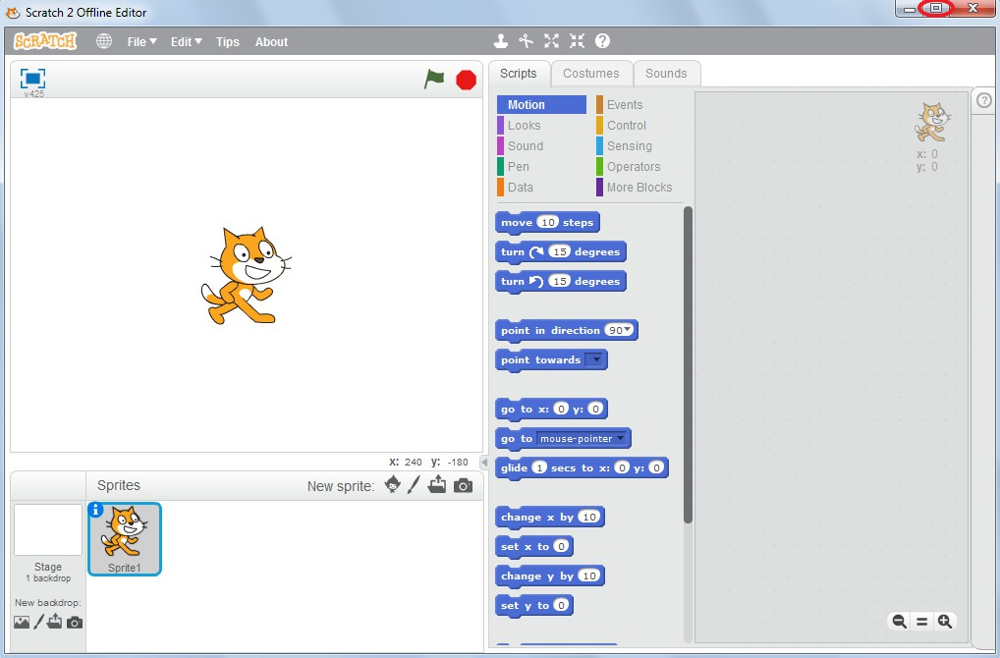 Scratch 2 Offline Editor
SCRATCH File Edit Tips About
v425
Scripts Costumes Sounds
Motion Events
Looks Control
Sound Sensing
Pen Operators
Data More Blocks
x: 0
y: 0
move 10 steps
turn 15 degrees
turn 15 degrees
point in direction 90
point towards
go to x: 0 y: 0
go to mouse-pointer
glide 1 secs to x: 0 y: 0
change x by 10
set x to 0
change y by 10
set y to 0
X: 240 y: -180
Sprites New sprite:
Sprite1
Stage
1 backdrop
New backdrop: